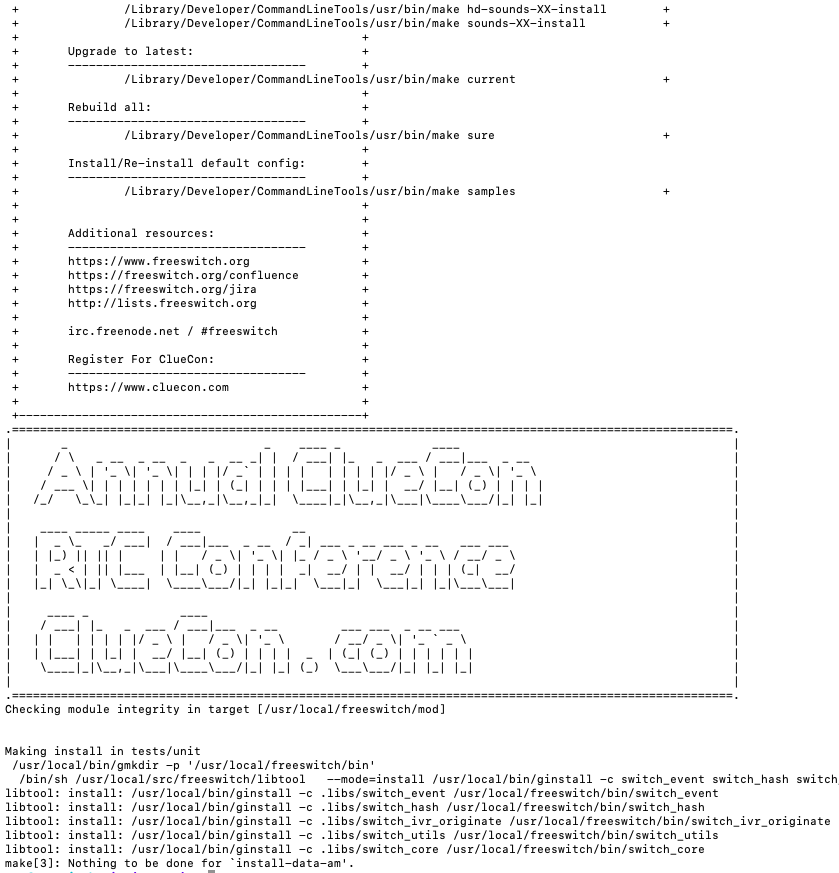 + /Library/Developer/CommandLineTools/usr/bin/make hd-sounds-XX-install +
+ /Library/Developer/CommandLineTools/usr/bin/make sounds-XX-install +
+ +
+ Upgrade to latest: +
+ ---------------------------------- +
+ /Library/Developer/CommandLineTools/usr/bin/make current +
+ +
+ Rebuild all: +
+ ---------------------------------- +
+ /Library/Developer/CommandLineTools/usr/bin/make sure +
+ +
+ Install/Re-install default config: +
+ ---------------------------------- +
+ /Library/Developer/CommandLineTools/usr/bin/make samples +
+ +
+ +
+ Additional resources: +
+ ---------------------------------- +
+ https://www.freeswitch.org +
+ https://freeswitch.org/confluence +
+ https://freeswitch.org/jira +
+ http://lists.freeswitch.org +
+ +
+ irc.freenode.net / #freeswitch +
+ +
+ Register For ClueCon: +
+ ---------------------------------- +
+ https://www.cluecon.com +
+ +
+-------------------------------------------------+
Annual ClueCon
RTC Conference
ClueCon.com
Checking module integrity in target [/usr/local/freeswitch/mod]
Making install in tests/unit
/usr/local/bin/gmkdir -p '/usr/local/freeswitch/bin'
/bin/sh /usr/local/src/freeswitch/libtool --mode=install /usr/local/bin/ginstall -c switch_event switch_hash switch_
libtool: install: /usr/local/bin/ginstall -c .libs/switch_event /usr/local/freeswitch/bin/switch_event
libtool: install: /usr/local/bin/ginstall -c .libs/switch_hash /usr/local/freeswitch/bin/switch_hash
libtool: install: /usr/local/bin/ginstall -c .libs/switch_ivr_originate /usr/local/freeswitch/bin/switch_ivr_originate
libtool: install: /usr/local/bin/ginstall -c .libs/switch_utils /usr/local/freeswitch/bin/switch_utils
libtool: install: /usr/local/bin/ginstall -c .libs/switch_core /usr/local/freeswitch/bin/switch_core
make[3]: Nothing to be done for `install-data-am'.